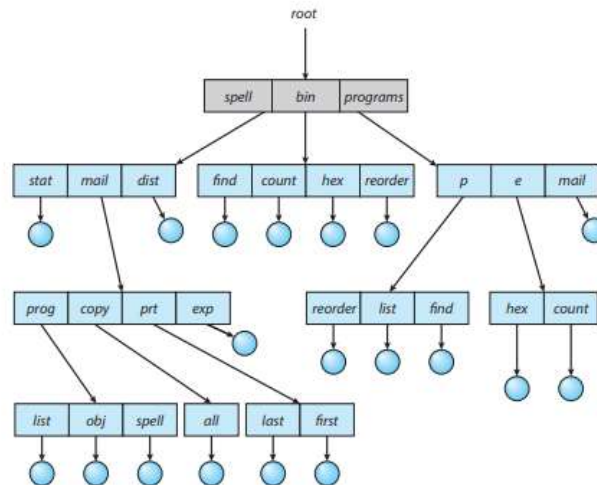 root
spell bin programs
stat mail dist find count hex reorder p e mail
prog copy prt exp reorder list find hex count
list obj spell all last first